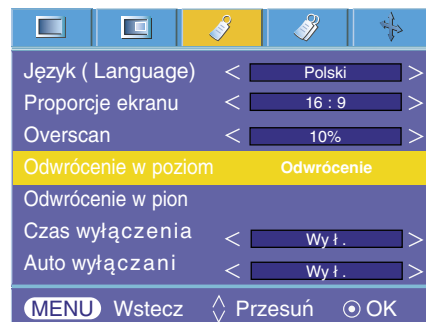 Język ( Language) < Polski >
Proporcje ekranu < 16 : 9 >
Overscan < 10% >
Odwrócenie w poziom Odwrócenie
Odwrócenie w pion
Czas wyłączenia < Wył. >
Auto wyłączani < Wył. >
MENU Wstecz Przesuń OK